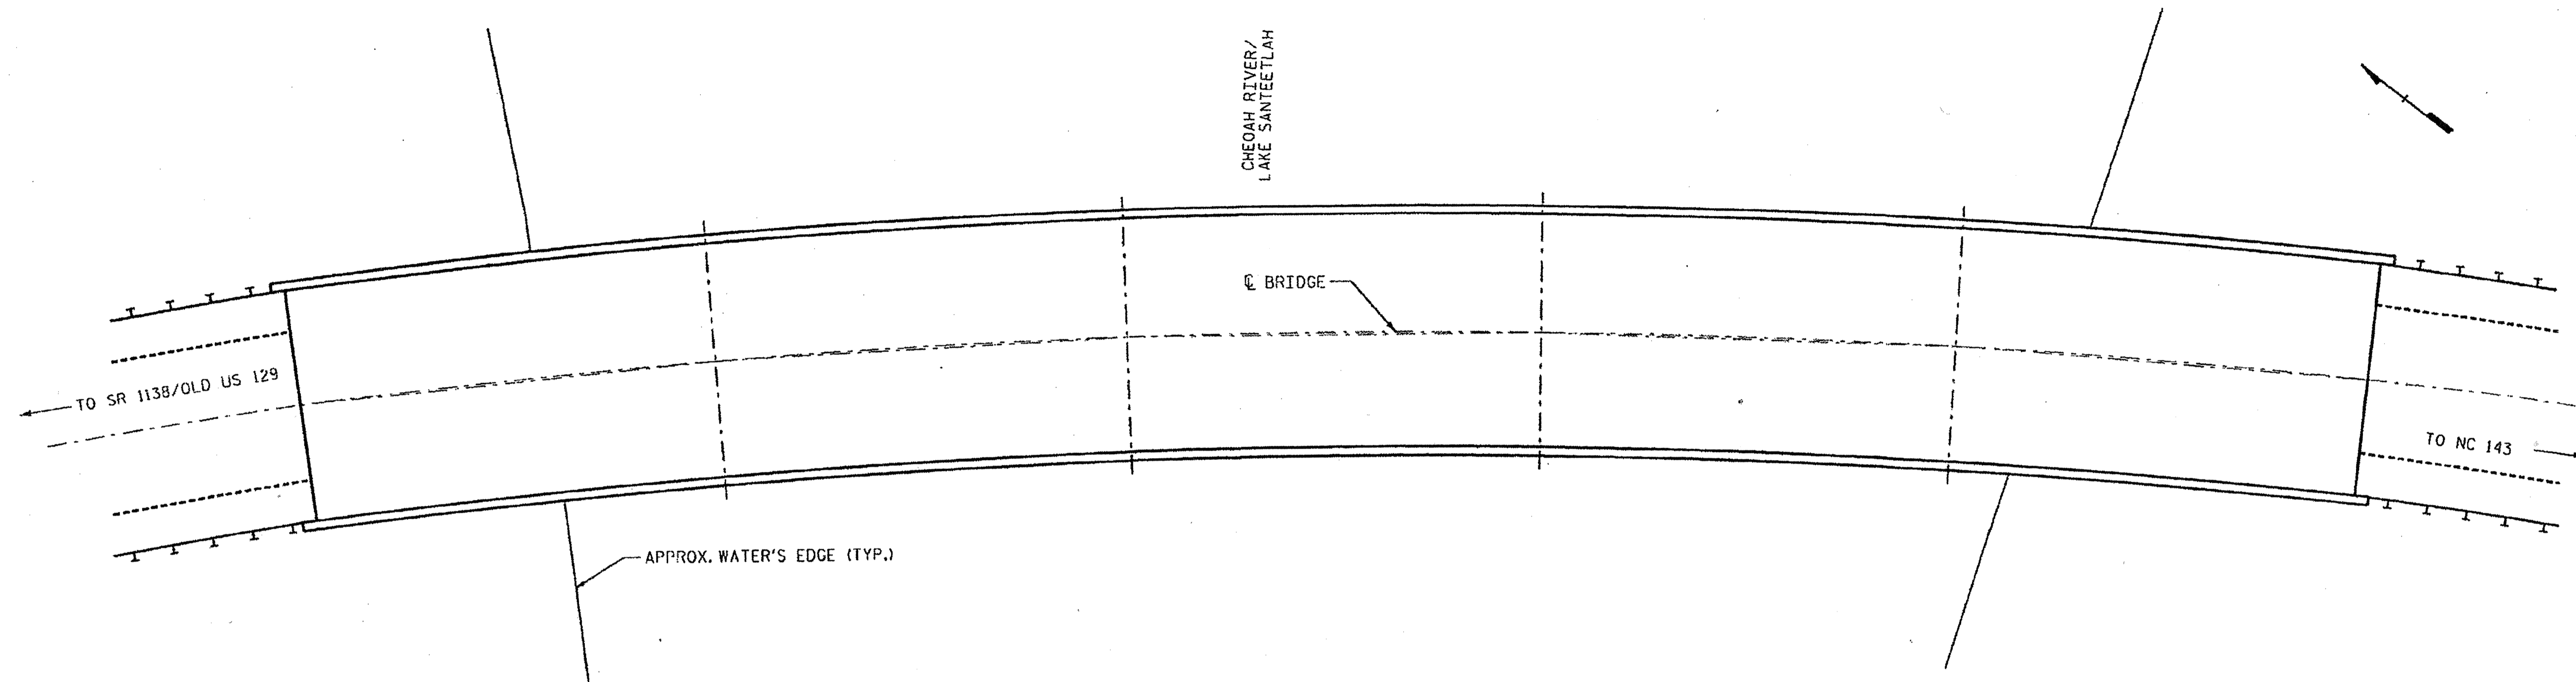 CHEOAH RIVER/
LAKE SANTEETLAH
℄ BRIDGE
TO SR 1138/OLD US 129
TO NC 143
APPROX. WATER'S EDGE (TYP.)